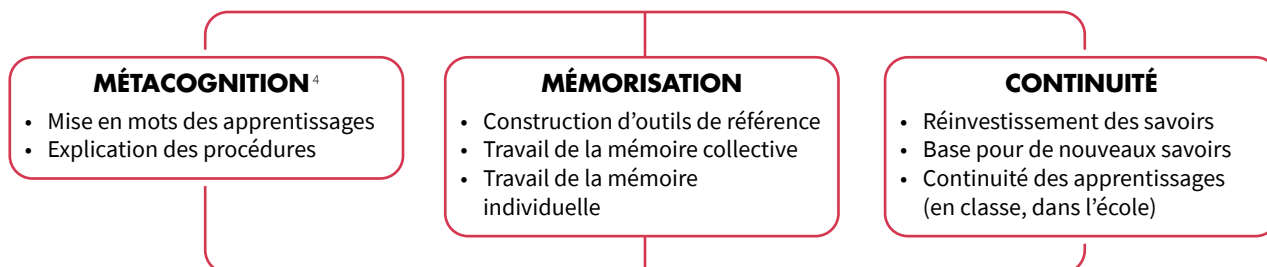 MÉTACOGNITION 4
• Mise en mots des apprentissages
• Explication des procédures
MÉMORISATION
• Construction d’outils de référence
• Travail de la mémoire collective
• Travail de la mémoire
individuelle
CONTINUITÉ
• Réinvestissement des savoirs
• Base pour de nouveaux savoirs
• Continuité des apprentissages
(en classe, dans l’école)